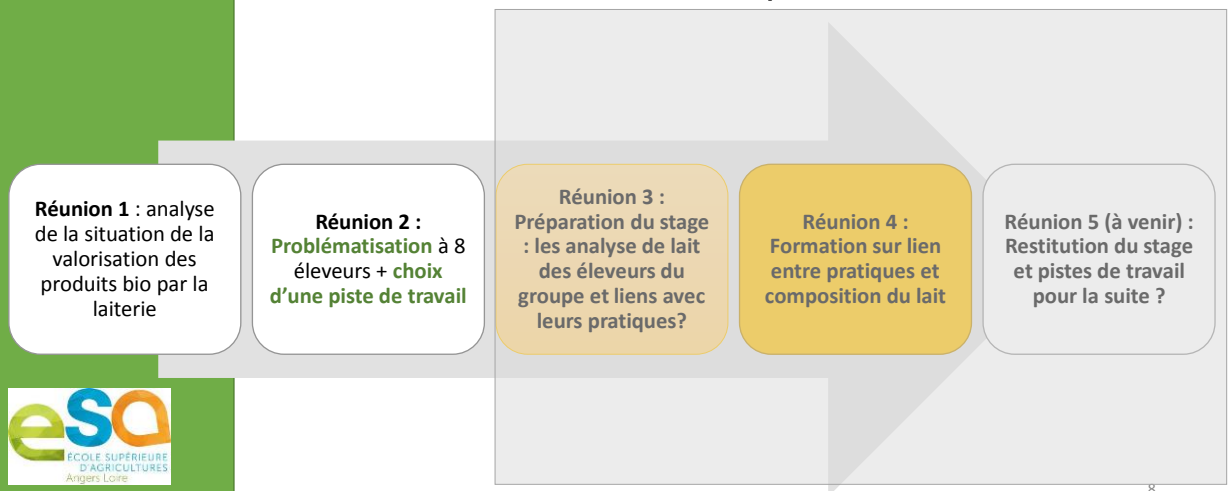 Réunion 1 : analyse
de la situation de la
valorisation des
produits bio par la
laiterie
Réunion 2 :
Problématisation à 8
éleveurs + choix
d’une piste de travail
Réunion 3 :
Préparation du stage
: les analyse de lait
des éleveurs du
groupe et liens avec
leurs pratiques?
Réunion 4 :
Formation sur lien
entre pratiques et
composition du lait
Réunion 5 (à venir) :
Restitution du stage
et pistes de travail
pour la suite ?
esa
ÉCOLE SUPÉRIEURE
D'AGRICULTURES
Angers Loire
8